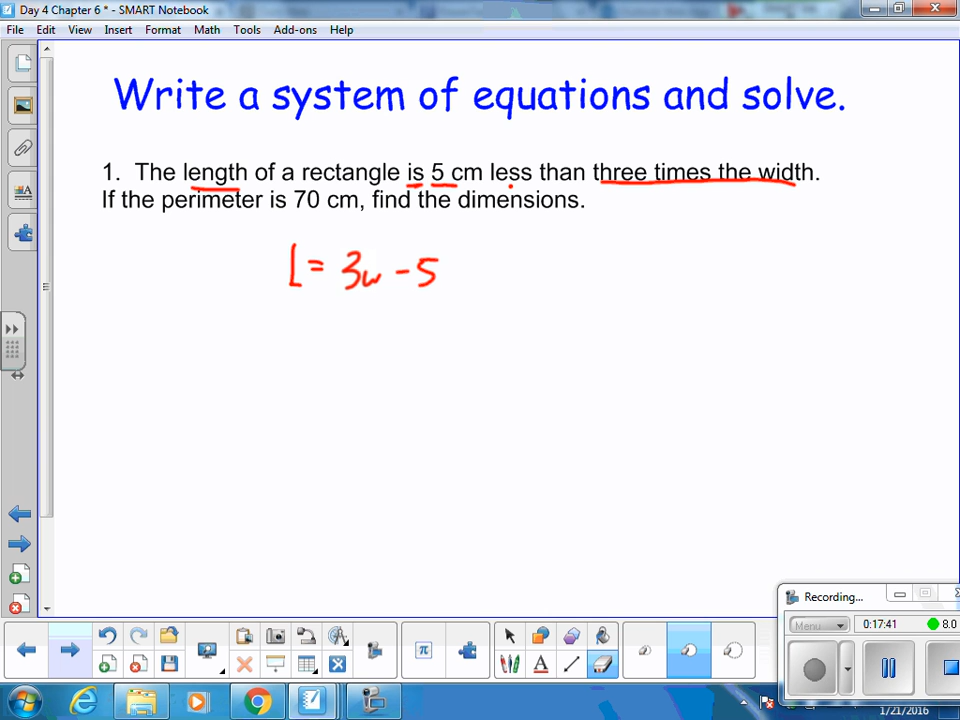 Day 4 Chapter 6 * - SMART Notebook
File Edit View Insert Format Math Tools Add-ons Help
Write a system of equations and solve.
1. The length of a rectangle is 5 cm less than three times the width.
If the perimeter is 70 cm, find the dimensions.
L = 3w - 5
Recording...
Menu 0:17:41 8.0
π
A
1/21/2016